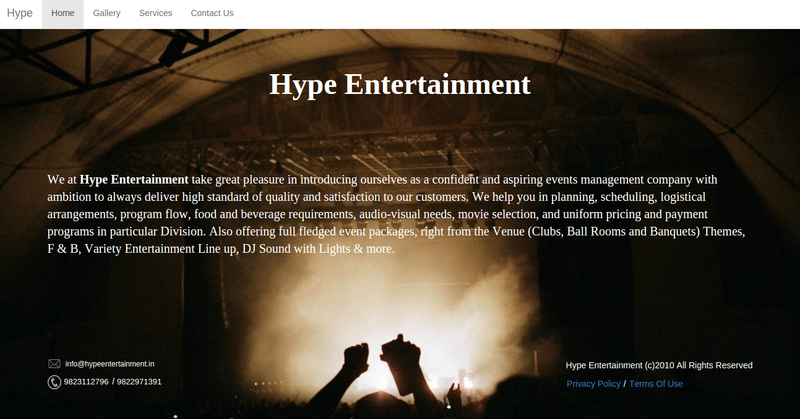 Hype Home Gallery Services Contact Us
Hype Entertainment
We at Hype Entertainment take great pleasure in introducing ourselves as a confident and aspiring events management company with
ambition to always deliver high standard of quality and satisfaction to our customers. We help you in planning, scheduling, logistical
arrangements, program flow, food and beverage requirements, audio-visual needs, movie selection, and uniform pricing and payment
programs in particular Division. Also offering full fledged event packages, right from the Venue (Clubs, Ball Rooms and Banquets) Themes,
F & B, Variety Entertainment Line up, DJ Sound with Lights & more.
info@hypeentertainment.in
9823112796 / 9822971391
Hype Entertainment (c)2010 All Rights Reserved
Privacy Policy / Terms Of Use